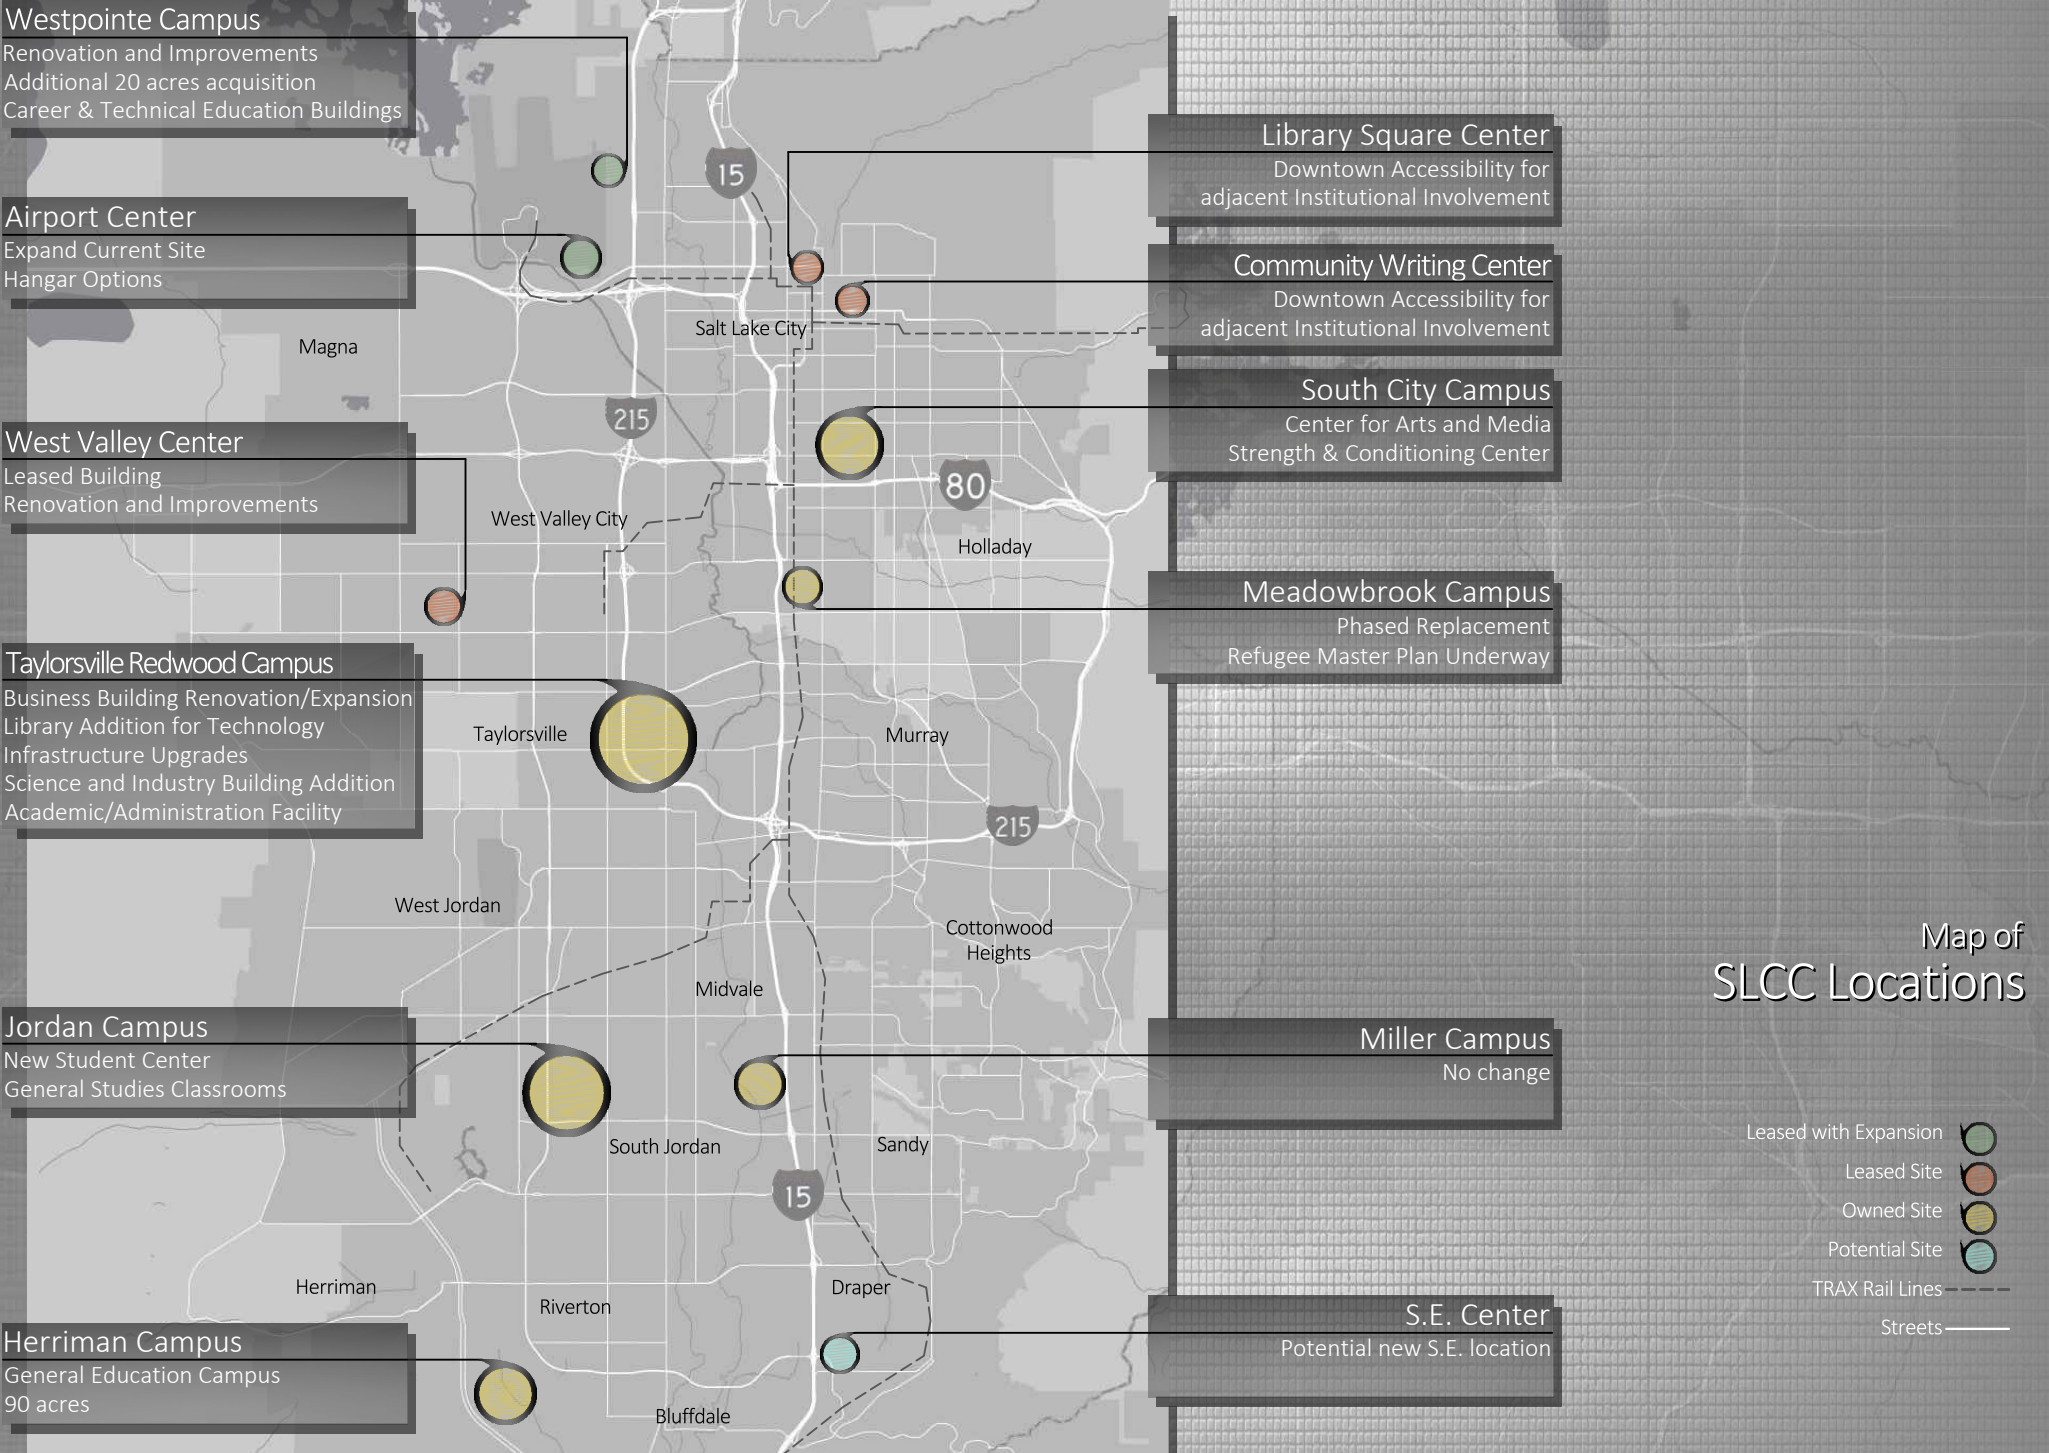 Westpointe Campus
Renovation and Improvements
Additional 20 acres acquisition
Career & Technical Education Buildings
Airport Center
Expand Current Site
Hangar Options
West Valley Center
Leased Building
Renovation and Improvements
Taylorsville Redwood Campus
Business Building Renovation/Expansion
Library Addition for Technology
Infrastructure Upgrades
Science and Industry Building Addition
Academic/Administration Facility
Jordan Campus
New Student Center
General Studies Classrooms
Herriman Campus
General Education Campus
90 acres
15
Salt Lake City
Magna
215
80
West Valley City
Holladay
Taylorsville
Murray
215
West Jordan
Cottonwood
Heights
Midvale
South Jordan
Sandy
15
Herriman
Riverton
Draper
Bluffdale
Library Square Center
Downtown Accessibility for
adjacent Institutional Involvement
Community Writing Center
Downtown Accessibility for
adjacent Institutional Involvement
South City Campus
Center for Arts and Media
Strength & Conditioning Center
Meadowbrook Campus
Phased Replacement
Refugee Master Plan Underway
Miller Campus
No change
S.E. Center
Potential new S.E. location
Map of
SLCC Locations
Leased with Expansion
Leased Site
Owned Site
Potential Site
TRAX Rail Lines
Streets